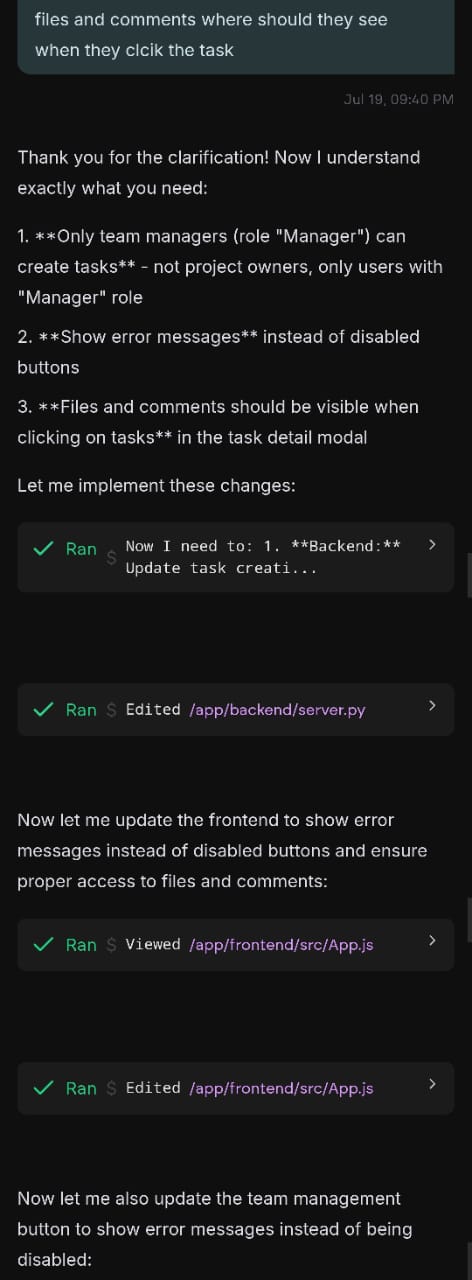 files and comments where should they see
when they clcik the task
Jul 19, 09:40 PM
Thank you for the clarification! Now I understand
exactly what you need:
1. **Only team managers (role "Manager") can
create tasks** - not project owners, only users with
"Manager" role
2. **Show error messages** instead of disabled
buttons
3. **Files and comments should be visible when
clicking on tasks** in the task detail modal
Let me implement these changes:
Ran $ Now I need to: 1. **Backend:**
Update task creati...
Ran $ Edited /app/backend/server.py
Now let me update the frontend to show error
messages instead of disabled buttons and ensure
proper access to files and comments:
Ran $ Viewed /app/frontend/src/App.js
Ran $ Edited /app/frontend/src/App.js
Now let me also update the team management
button to show error messages instead of being
disabled: